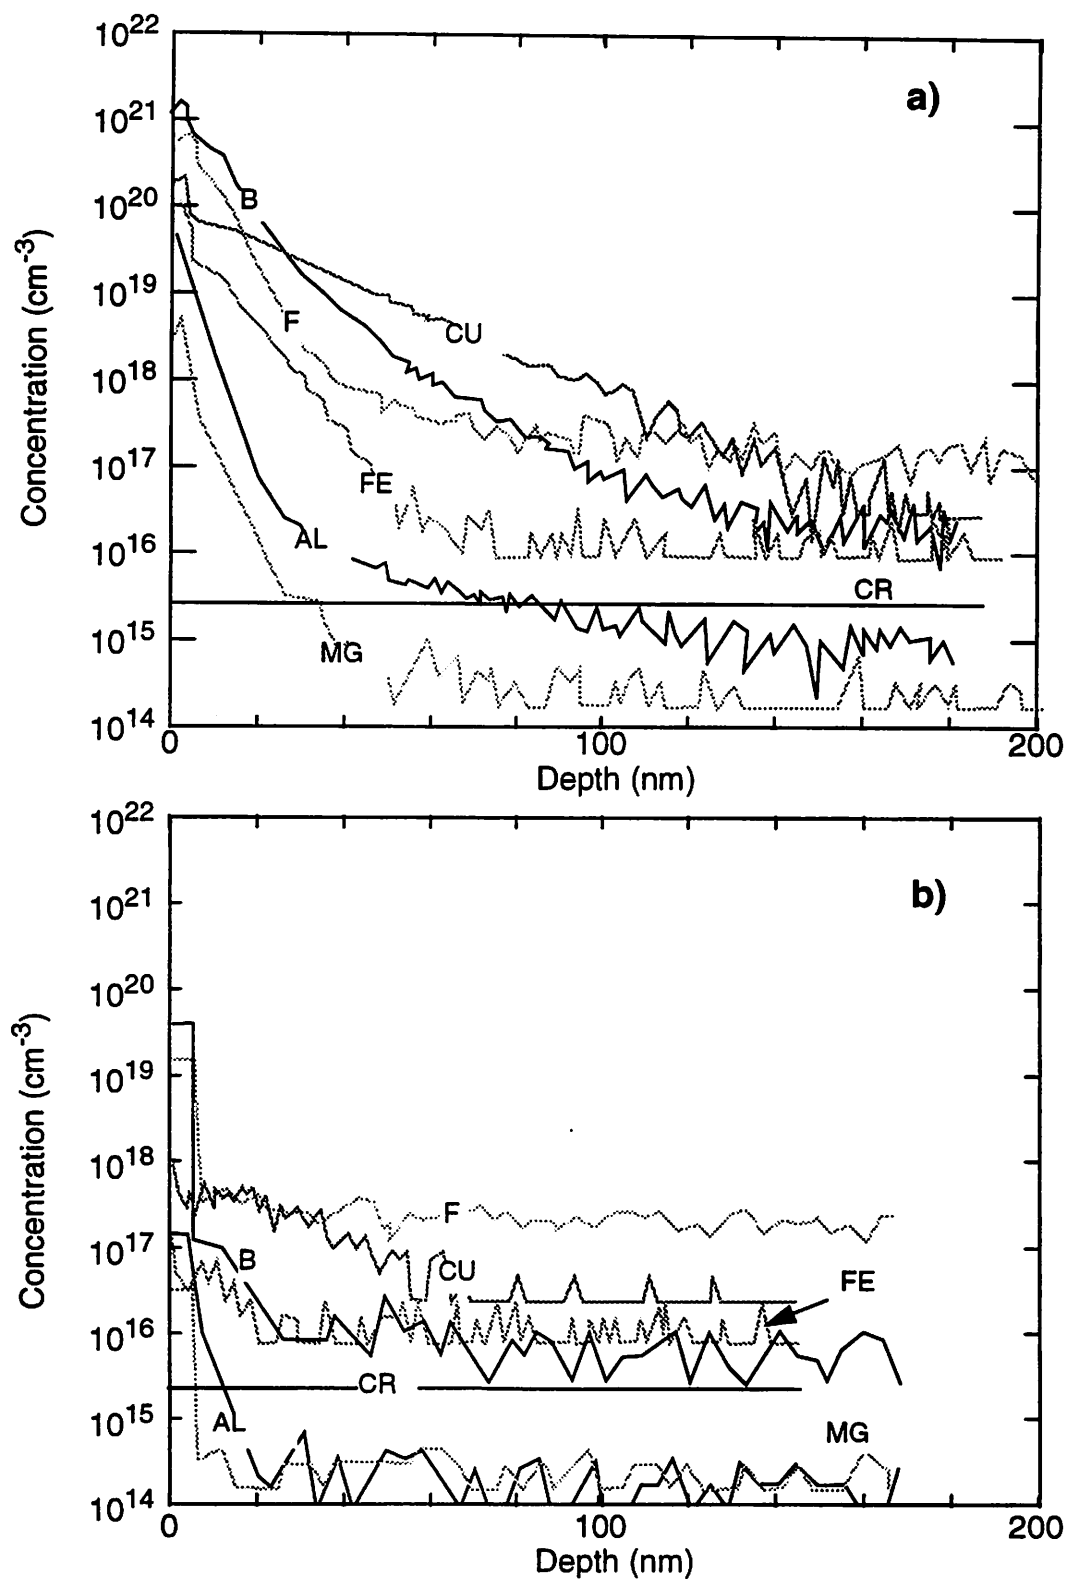 10^22
a)
10^21
10^20
B
10^19
F
CU
10^18
10^17
FE
10^16
AL
CR
10^15
MG
10^14
0
100
200
Depth (nm)
Concentration (cm^-3)
10^22
b)
10^21
10^20
10^19
10^18
F
10^17
B
CU
FE
10^16
CR
10^15
AL
MG
10^14
0
100
200
Depth (nm)
Concentration (cm^-3)